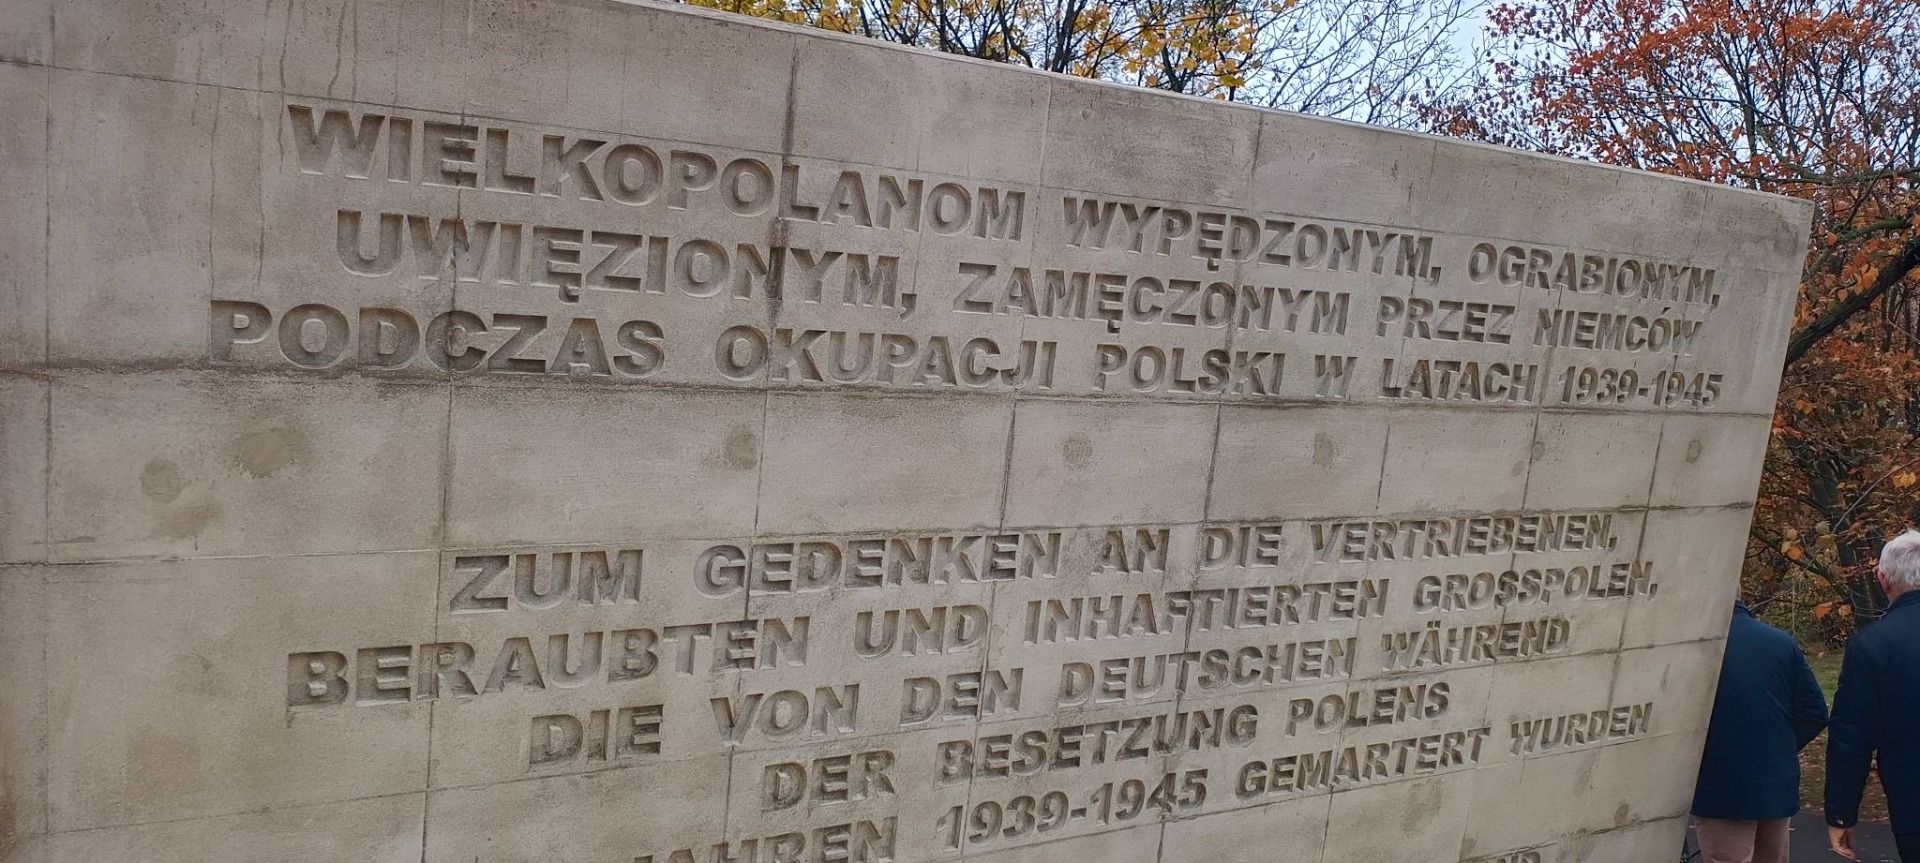 WIELKOPOLANOM WYPĘDZONYM, OGRABIONYM,
UWIĘZIONYM, ZAMĘCZONYM PRZEZ NIEMCÓW
PODCZAS OKUPACJI POLSKI W LATACH 1939-1945
ZUM GEDENKEN AN DIE VERTRIEBENEN,
BERAUBTEN UND INHAFTIERTEN GROSSPOLEN,
DIE VON DEN DEUTSCHEN WÄHREND
DER BESETZUNG POLENS
JAHREN 1939-1945 GEMARTERT WURDEN